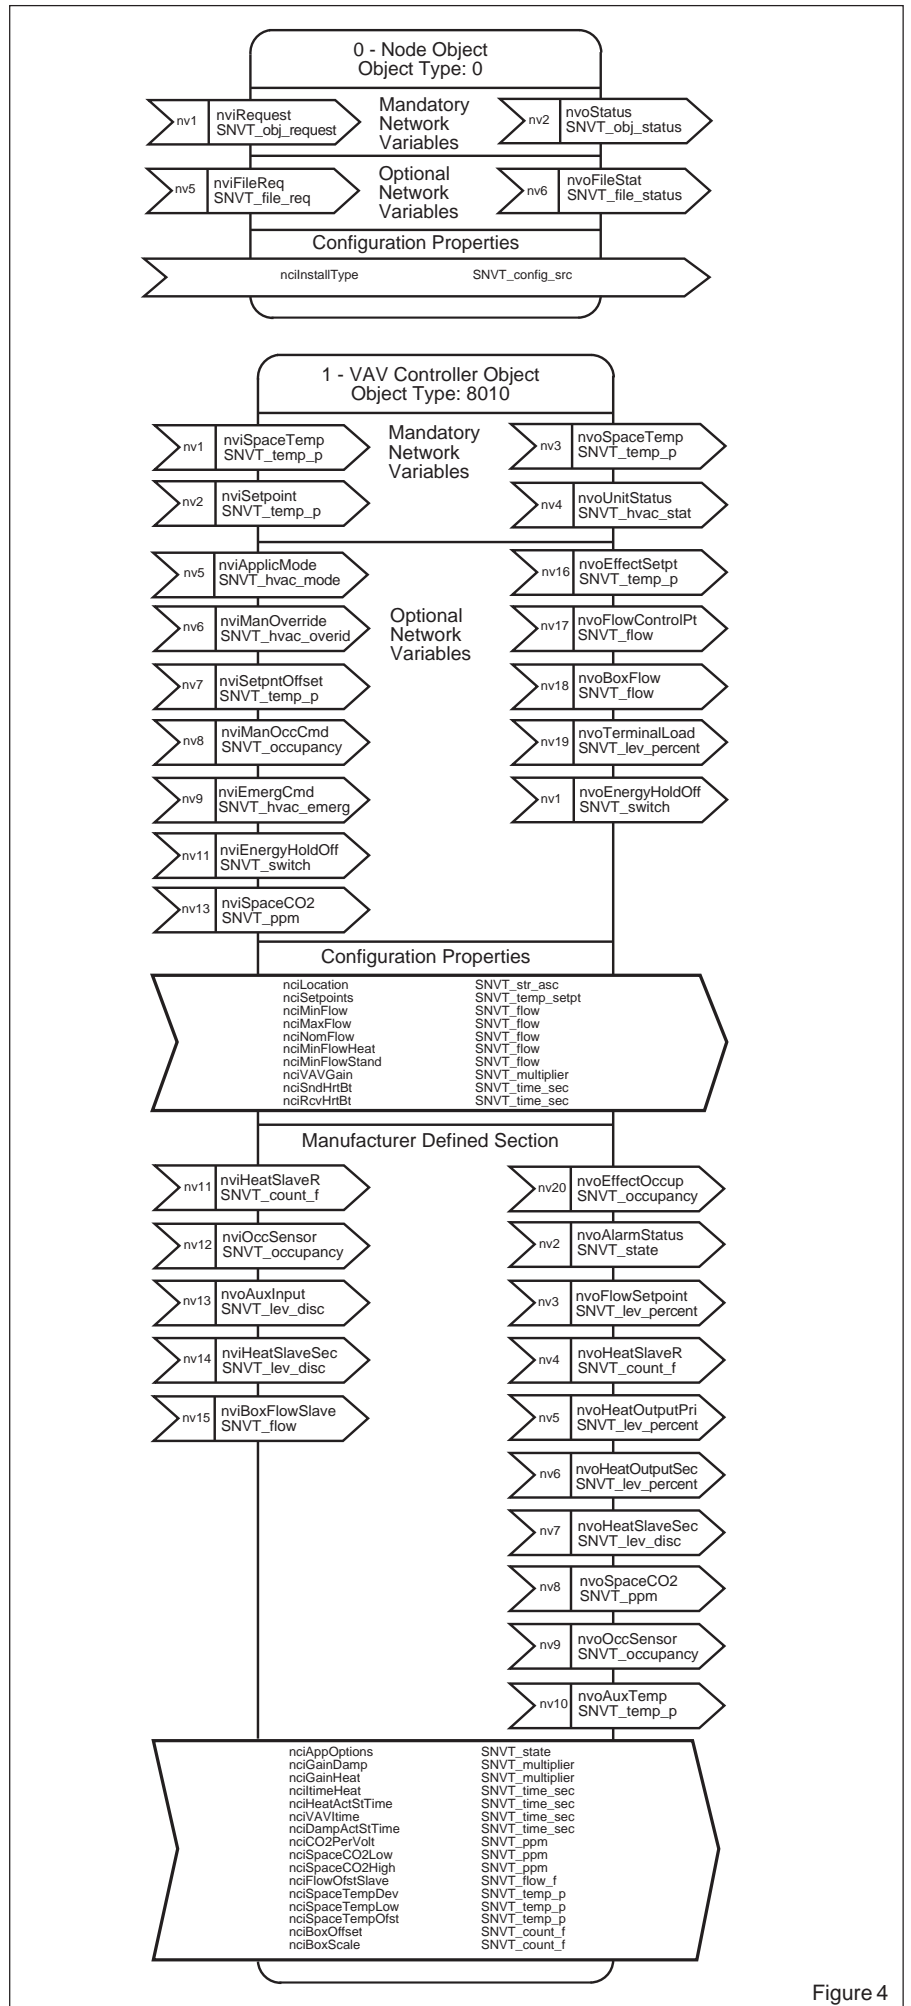 0 - Node Object
Object Type: 0
nv1
nviRequest
SNVT_obj_request
Mandatory
Network
Variables
nv2
nvoStatus
SNVT_obj_status
nv5
nviFileReq
SNVT_file_req
Optional
Network
Variables
nv6
nvoFileStat
SNVT_file_status
Configuration Properties
nciInstallType SNVT_config_src
1 - VAV Controller Object
Object Type: 8010
nv1
nviSpaceTemp
SNVT_temp_p
Mandatory
Network
Variables
nv3
nvoSpaceTemp
SNVT_temp_p
nv2
nviSetpoint
SNVT_temp_p
nv4
nvoUnitStatus
SNVT_hvac_stat
nv5
nviApplicMode
SNVT_hvac_mode
nv16
nvoEffectSetpt
SNVT_temp_p
nv6
nviManOverride
SNVT_hvac_overid
Optional
Network
Variables
nv17
nvoFlowControlPt
SNVT_flow
nv7
nviSetpntOffset
SNVT_temp_p
nv18
nvoBoxFlow
SNVT_flow
nv8
nviManOccCmd
SNVT_occupancy
nv19
nvoTerminalLoad
SNVT_lev_percent
nv9
nviEmergCmd
SNVT_hvac_emerg
nv1
nvoEnergyHoldOff
SNVT_switch
nv11
nviEnergyHoldOff
SNVT_switch
nv13
nviSpaceCO2
SNVT_ppm
Configuration Properties
nciLocation SNVT_str_asc
nciSetpoints SNVT_temp_setpt
nciMinFlow SNVT_flow
nciMaxFlow SNVT_flow
nciNomFlow SNVT_flow
nciMinFlowHeat SNVT_flow
nciMinFlowStand SNVT_flow
nciVAVGain SNVT_multiplier
nciSndHrtBt SNVT_time_sec
nciRcvHrtBt SNVT_time_sec
Manufacturer Defined Section
nv11
nviHeatSlaveR
SNVT_count_f
nv20
nvoEffectOccup
SNVT_occupancy
nv12
nviOccSensor
SNVT_occupancy
nv2
nvoAlarmStatus
SNVT_state
nv13
nvoAuxInput
SNVT_lev_disc
nv3
nvoFlowSetpoint
SNVT_lev_percent
nv14
nviHeatSlaveSec
SNVT_lev_disc
nv4
nvoHeatSlaveR
SNVT_count_f
nv15
nviBoxFlowSlave
SNVT_flow
nv5
nvoHeatOutputPri
SNVT_lev_percent
nv6
nvoHeatOutputSec
SNVT_lev_percent
nv7
nvoHeatSlaveSec
SNVT_lev_disc
nv8
nvoSpaceCO2
SNVT_ppm
nv9
nvoOccSensor
SNVT_occupancy
nv10
nvoAuxTemp
SNVT_temp_p
nciAppOptions SNVT_state
nciGainDamp SNVT_multiplier
nciGainHeat SNVT_multiplier
nciItimeHeat SNVT_time_sec
nciHeatActStTime SNVT_time_sec
nciVAVItime SNVT_time_sec
nciDampActStTime SNVT_time_sec
nciCO2PerVolt SNVT_ppm
nciSpaceCO2Low SNVT_ppm
nciSpaceCO2High SNVT_ppm
nciFlowOfstSlave SNVT_flow_f
nciSpaceTempDev SNVT_temp_p
nciSpaceTempLow SNVT_temp_p
nciSpaceTempOfst SNVT_temp_p
nciBoxOffset SNVT_count_f
nciBoxScale SNVT_count_f
Figure 4